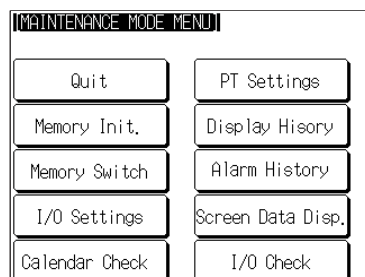 [MAINTENANCE MODE MENU]
Quit
PT Settings
Memory Init.
Display Hisory
Memory Switch
Alarm History
I/O Settings
Screen Data Disp.
Calendar Check
I/O Check